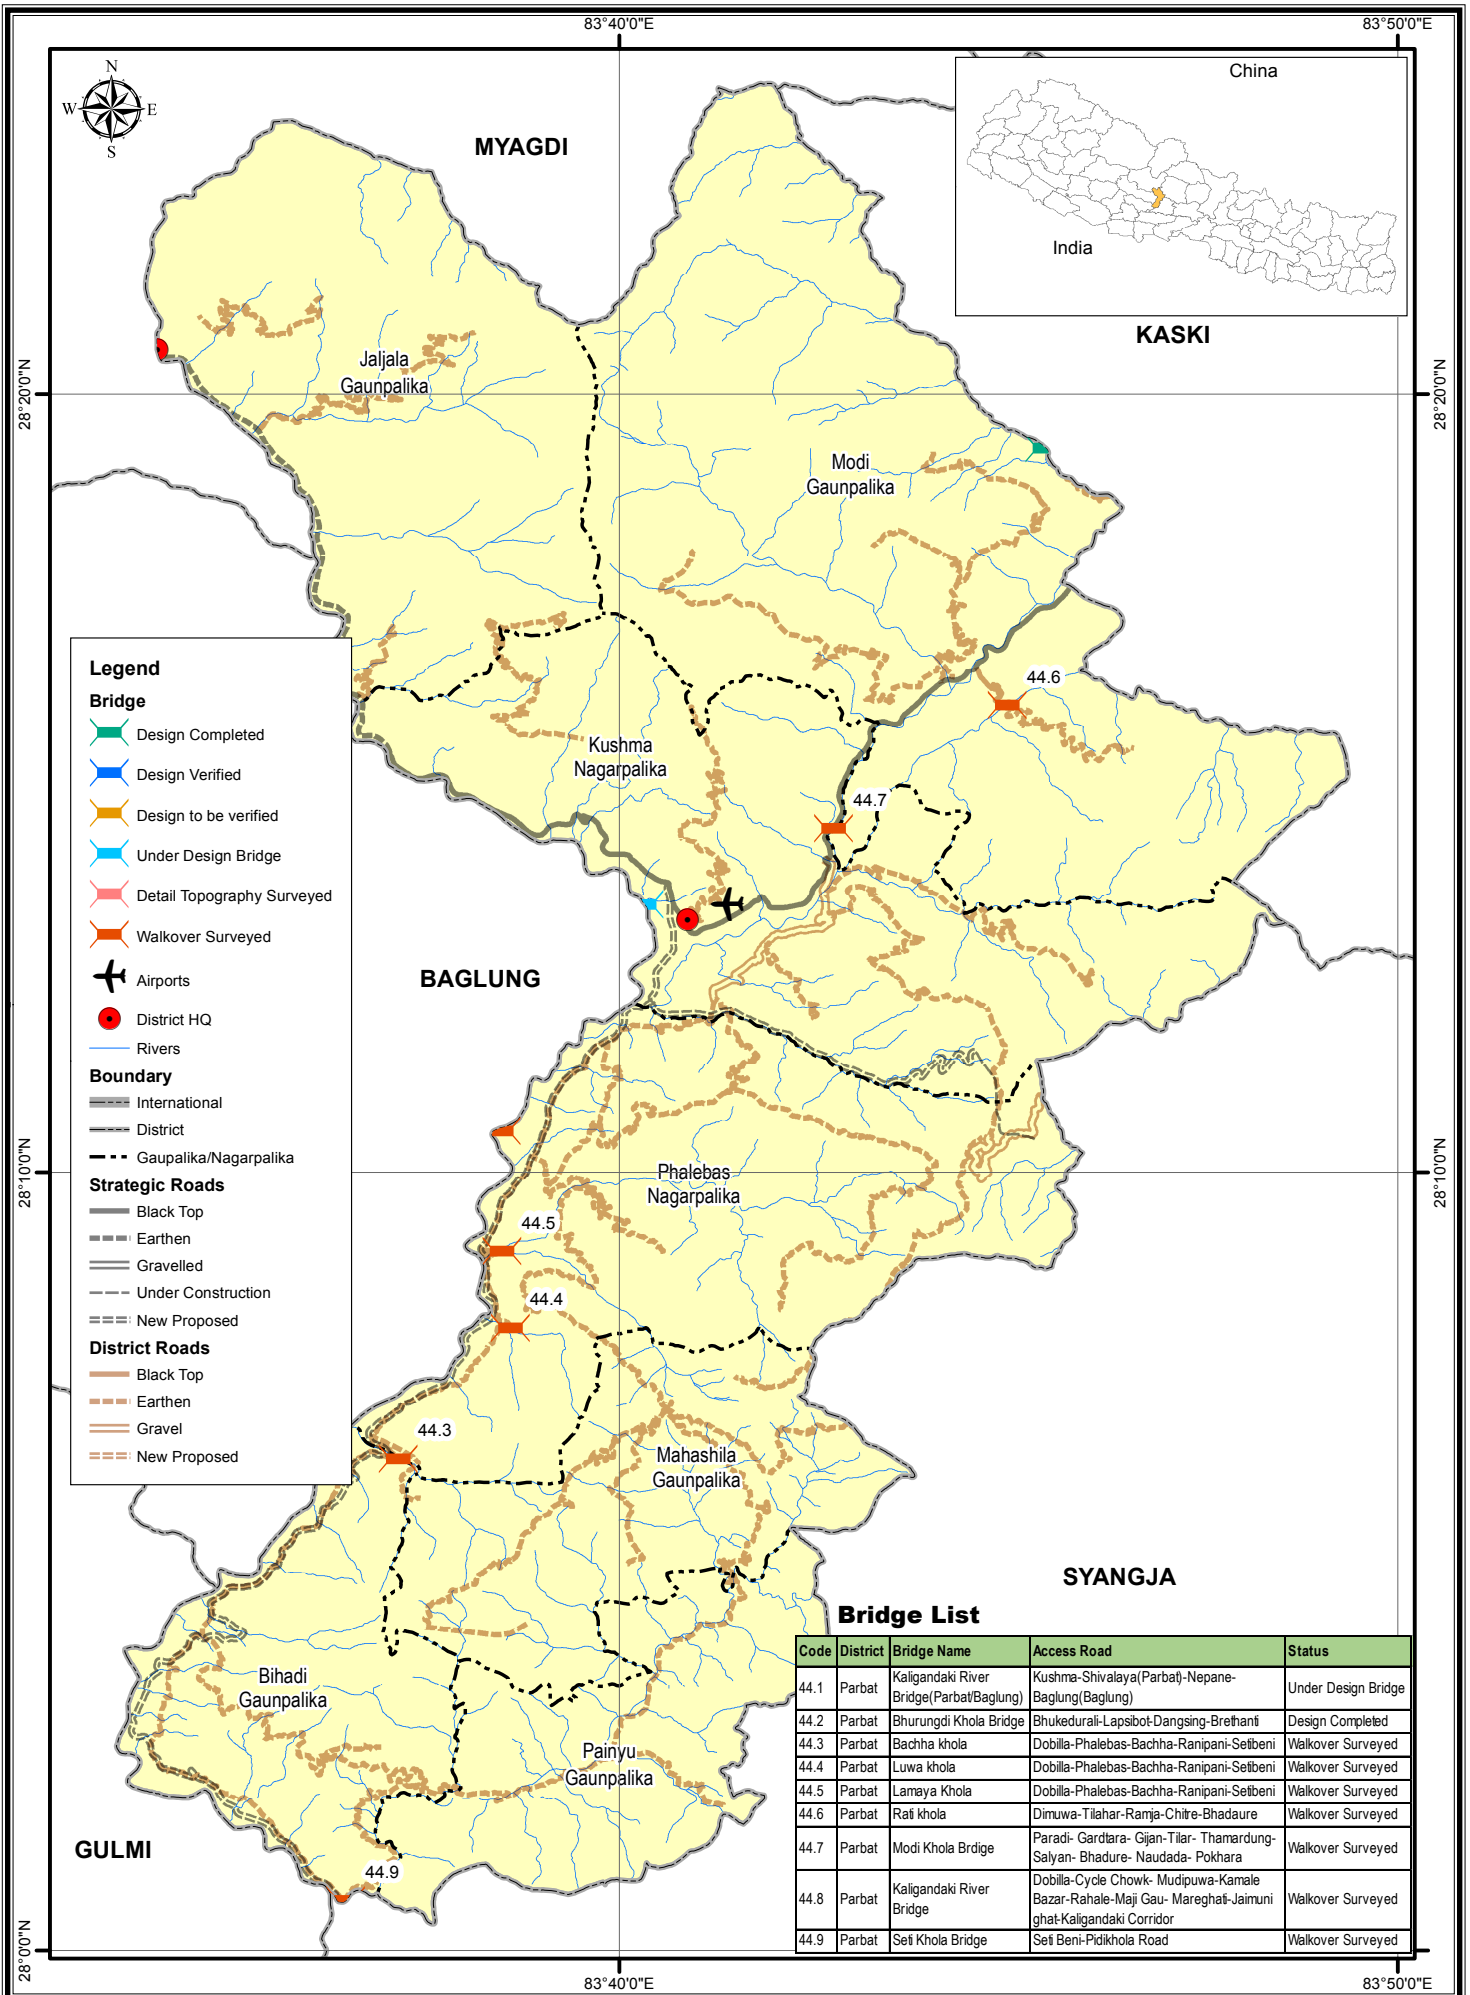 83°40'0"E
83°50'0"E
N
W
E
S
China
India
MYAGDI
KASKI
28°20'0"N
28°20'0"N
Jaljala
Gaunpalika
Modi
Gaunpalika
44.6
Kushma
Nagarpalika
44.7
Legend
Bridge
Design Completed
Design Verified
Design to be verified
Under Design Bridge
Detail Topography Surveyed
Walkover Surveyed
Airports
District HQ
Rivers
Boundary
International
District
Gaupalika/Nagarpalika
Strategic Roads
Black Top
Earthen
Gravelled
Under Construction
New Proposed
District Roads
Black Top
Earthen
Gravel
New Proposed
BAGLUNG
28°10'0"N
28°10'0"N
Phalebas
Nagarpalika
44.5
44.4
44.3
Mahashila
Gaunpalika
SYANGJA
Bihadi
Gaunpalika
Painyu
Gaunpalika
GULMI
44.9
Bridge List
Code District Bridge Name Access Road Status
44.1 Parbat Kaligandaki River Bridge(Parbat/Baglung) Kushma-Shivalaya(Parbat)-Nepane-Baglung(Baglung) Under Design Bridge
44.2 Parbat Bhurungdi Khola Bridge Bhukedurali-Lapsibot-Dangsing-Brethanti Design Completed
44.3 Parbat Bachha khola Dobilla-Phalebas-Bachha-Ranipani-Setibeni Walkover Surveyed
44.4 Parbat Luwa khola Dobilla-Phalebas-Bachha-Ranipani-Setibeni Walkover Surveyed
44.5 Parbat Lamaya Khola Dobilla-Phalebas-Bachha-Ranipani-Setibeni Walkover Surveyed
44.6 Parbat Rati khola Dimuwa-Tilahar-Ramja-Chitre-Bhadaure Walkover Surveyed
44.7 Parbat Modi Khola Brdige Paradi- Gardtara- Gijan-Tilar- Thamardung-Salyan- Bhadure- Naudada- Pokhara Walkover Surveyed
44.8 Parbat Kaligandaki River Bridge Dobilla-Cycle Chowk- Mudipuwa-Kamale Bazar-Rahale-Maji Gau- Mareghati-Jaimuni ghat-Kaligandaki Corridor Walkover Surveyed
44.9 Parbat Seti Khola Bridge Seti Beni-Pidikhola Road Walkover Surveyed
28°0'0"N
28°0'0"N
83°40'0"E
83°50'0"E